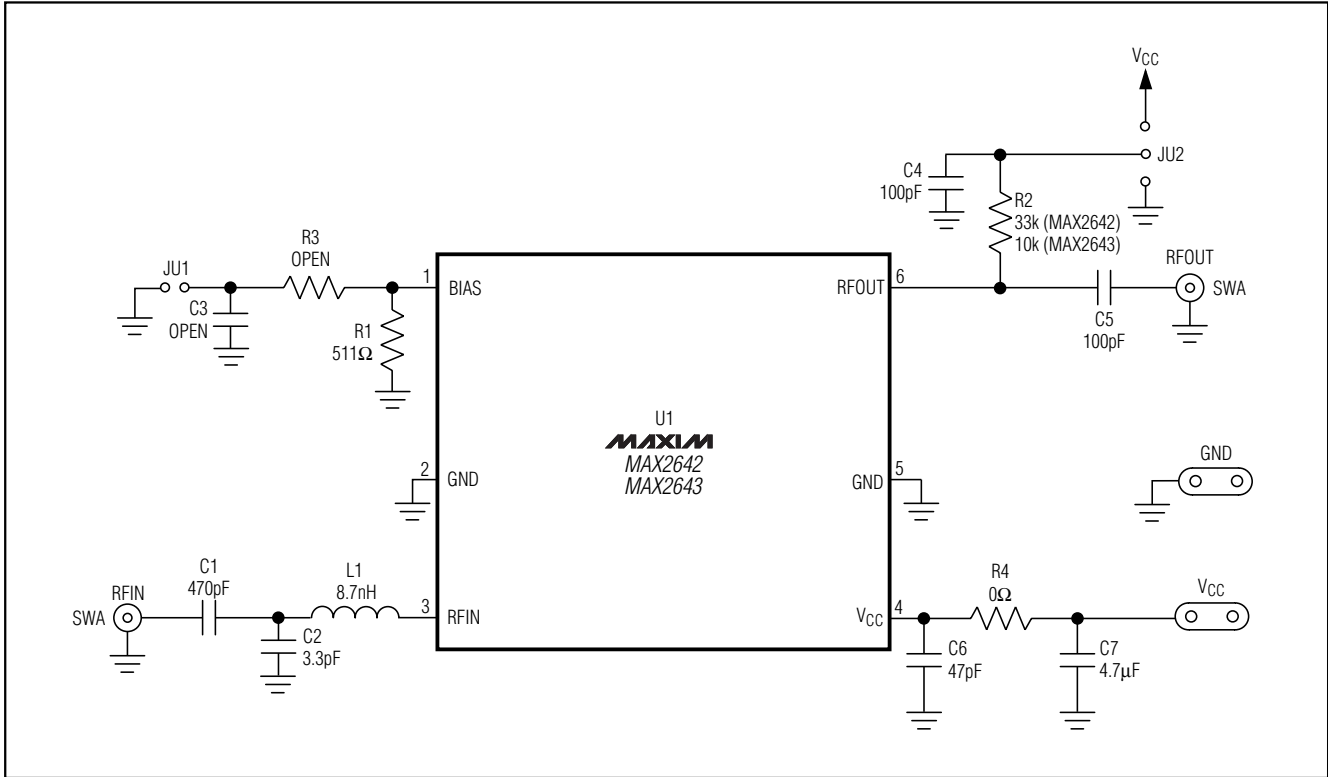 VCC
JU2
C4
100pF
R2
33k (MAX2642)
10k (MAX2643)
R3
OPEN
JU1
C3
OPEN
R1
511Ω
1
BIAS
RFOUT
6
C5
100pF
RFOUT
SWA
U1
MAXIM
MAX2642
MAX2643
2
GND
GND
5
GND
RFIN
SWA
C1
470pF
C2
3.3pF
L1
8.7nH
3
RFIN
VCC
4
C6
47pF
R4
0Ω
C7
4.7µF
VCC